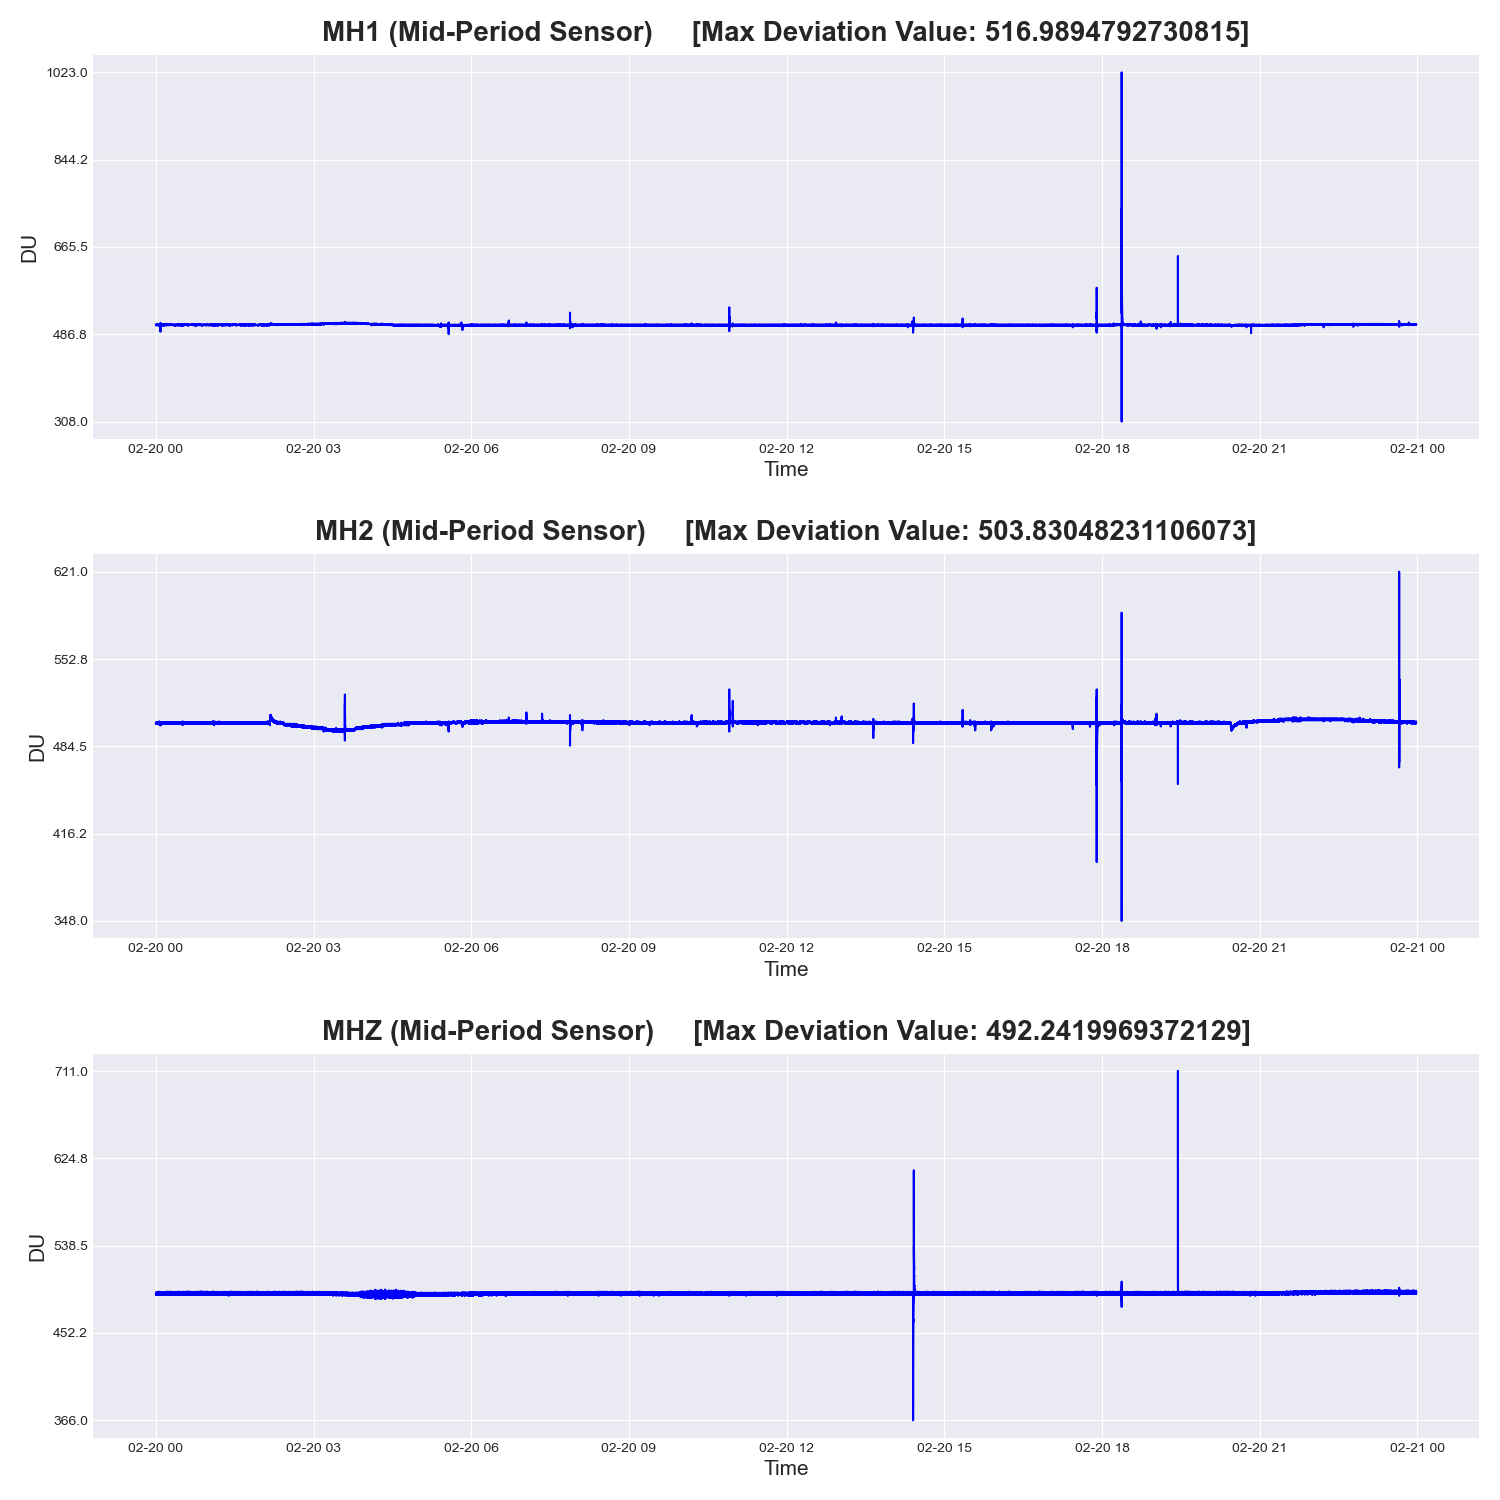 MH1 (Mid-Period Sensor) [Max Deviation Value: 516.9894792730815]
1023.0
844.2
665.5
486.8
308.0
DU
02-20 00 02-20 03 02-20 06 02-20 09 02-20 12 02-20 15 02-20 18 02-20 21 02-21 00
Time
MH2 (Mid-Period Sensor) [Max Deviation Value: 503.83048231106073]
621.0
552.8
484.5
416.2
348.0
DU
02-20 00 02-20 03 02-20 06 02-20 09 02-20 12 02-20 15 02-20 18 02-20 21 02-21 00
Time
MHZ (Mid-Period Sensor) [Max Deviation Value: 492.2419969372129]
711.0
624.8
538.5
452.2
366.0
DU
02-20 00 02-20 03 02-20 06 02-20 09 02-20 12 02-20 15 02-20 18 02-20 21 02-21 00
Time